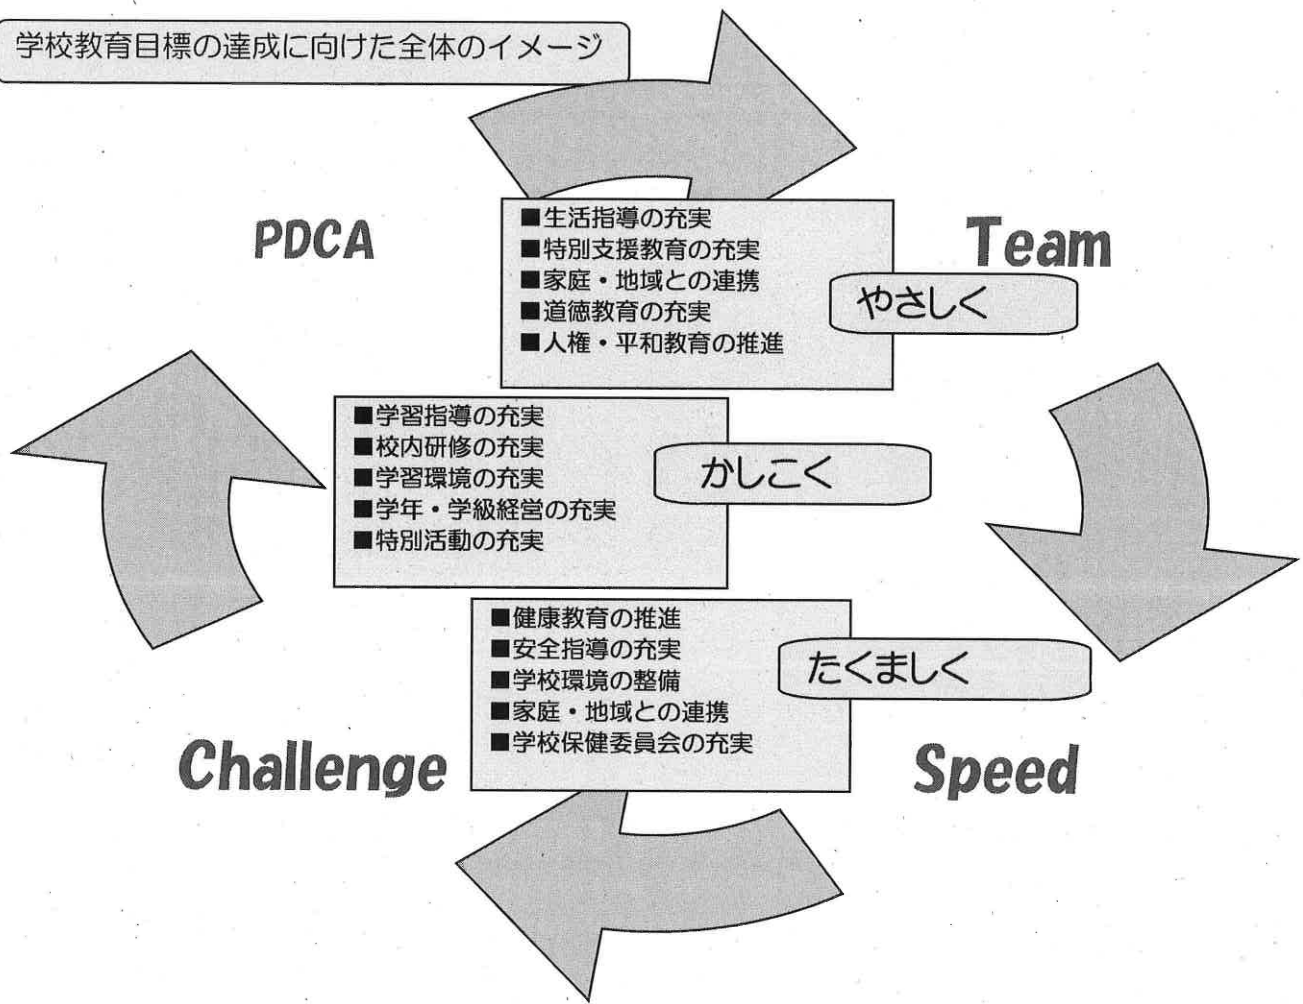 学校教育目標の達成に向けた全体のイメージ
PDCA
Team
■生活指導の充実
■特別支援教育の充実
■家庭・地域との連携
■道徳教育の充実
■人権・平和教育の推進
やさしく
■学習指導の充実
■校内研修の充実
■学習環境の充実
■学年・学級経営の充実
■特別活動の充実
かしこく
■健康教育の推進
■安全指導の充実
■学校環境の整備
■家庭・地域との連携
■学校保健委員会の充実
たくましく
Challenge
Speed